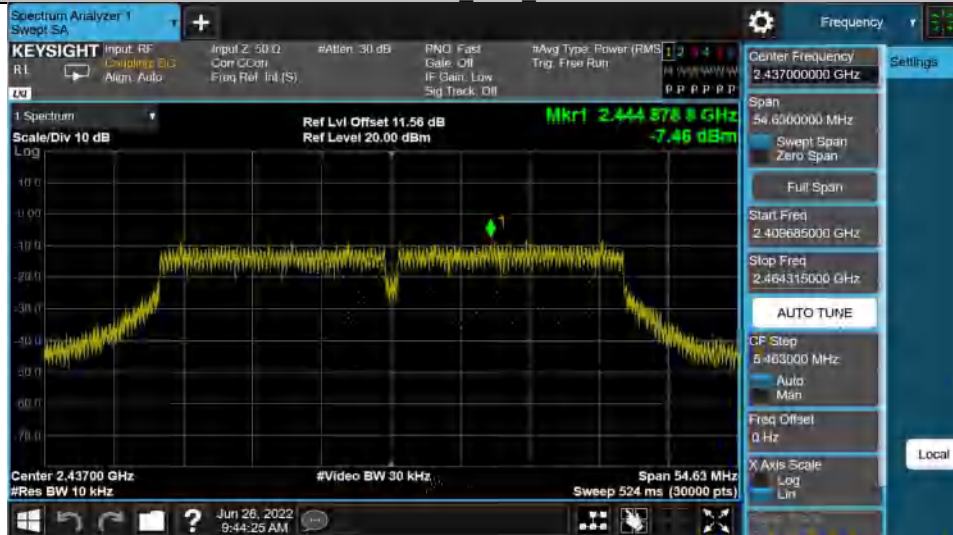 Spectrum Analyzer 1
Swept SA
+
Frequency
KEYSIGHT
Input: RF
Coupling: DC
Align: Auto
Input Z: 50 Ω
Corr CCorr
Freq Ref: Int (S)
#Atten: 30 dB
PNO: Fast
Gate: Off
IF Gain: Low
Sig Track: Off
#Avg Type: Power (RMS
Trig: Free Run
P P P P P P
Center Frequency
2.437000000 GHz
Settings
Span
54.6300000 MHz
Swept Span
Zero Span
Full Span
Start Freq
2.409685000 GHz
Stop Freq
2.464315000 GHz
AUTO TUNE
CF Step
5.463000 MHz
Auto
Man
Freq Offset
0 Hz
X Axis Scale
Log
Lin
Local
1 Spectrum
Scale/Div 10 dB
Log
Ref Lvl Offset 11.56 dB
Ref Level 20.00 dBm
Mkr1 2.444 878 8 GHz
-7.46 dBm
10.0
0.00
-10.0
-20.0
-30.0
-40.0
-50.0
-60.0
-70.0
1
Center 2.43700 GHz
#Res BW 10 kHz
#Video BW 30 kHz
Span 54.63 MHz
Sweep 524 ms (30000 pts)
?
Jun 26, 2022
9:44:25 AM